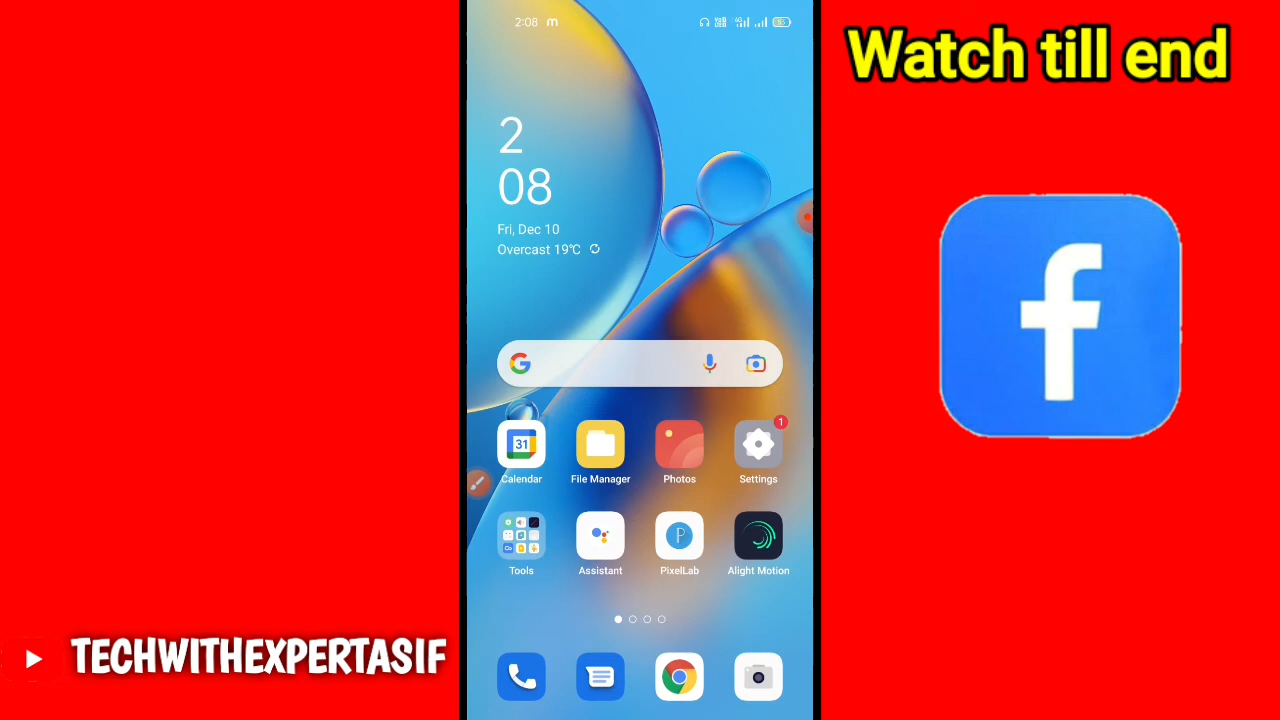 2:08
Watch till end
2
08
Fri, Dec 10
Overcast 19℃
31
1
Calendar
File Manager
Photos
Settings
Tools
Assistant
PixelLab
Alight Motion
TECHWITHEXPERTASIF